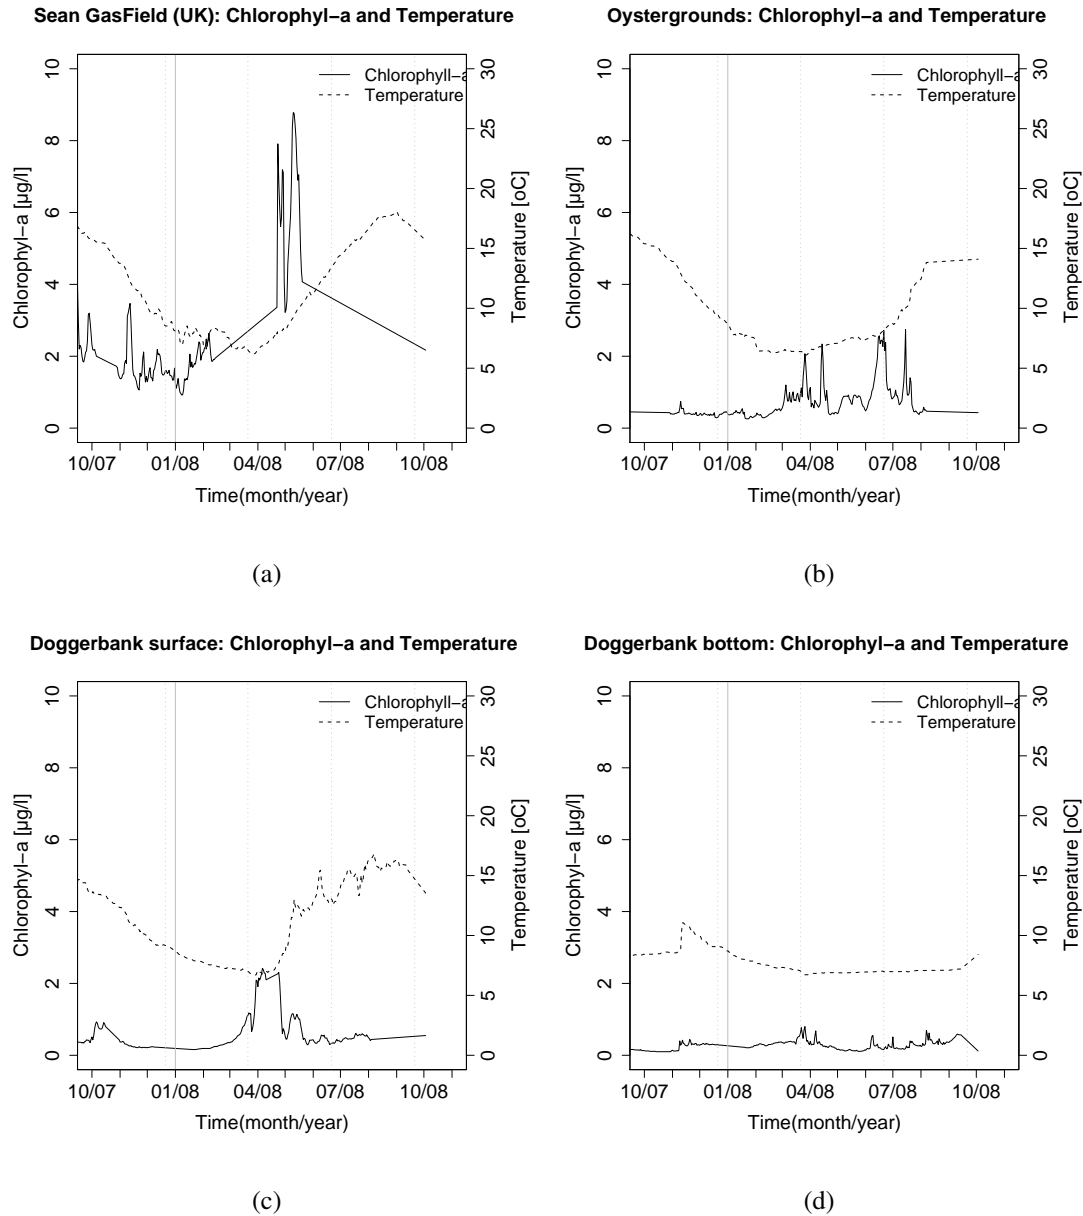 Sean GasField (UK): Chlorophyl−a and Temperature
Chlorophyll−a
Temperature
0 2 4 6 8 10
Chlorophyl−a [µg/l]
0 5 10 15 20 25 30
Temperature [oC]
10/07 01/08 04/08 07/08 10/08
Time(month/year)
(a)
Oystergrounds: Chlorophyl−a and Temperature
Chlorophyll−a
Temperature
0 2 4 6 8 10
Chlorophyl−a [µg/l]
0 5 10 15 20 25 30
Temperature [oC]
10/07 01/08 04/08 07/08 10/08
Time(month/year)
(b)
Doggerbank surface: Chlorophyl−a and Temperature
Chlorophyll−a
Temperature
0 2 4 6 8 10
Chlorophyl−a [µg/l]
0 5 10 15 20 25 30
Temperature [oC]
10/07 01/08 04/08 07/08 10/08
Time(month/year)
(c)
Doggerbank bottom: Chlorophyl−a and Temperature
Chlorophyll−a
Temperature
0 2 4 6 8 10
Chlorophyl−a [µg/l]
0 5 10 15 20 25 30
Temperature [oC]
10/07 01/08 04/08 07/08 10/08
Time(month/year)
(d)